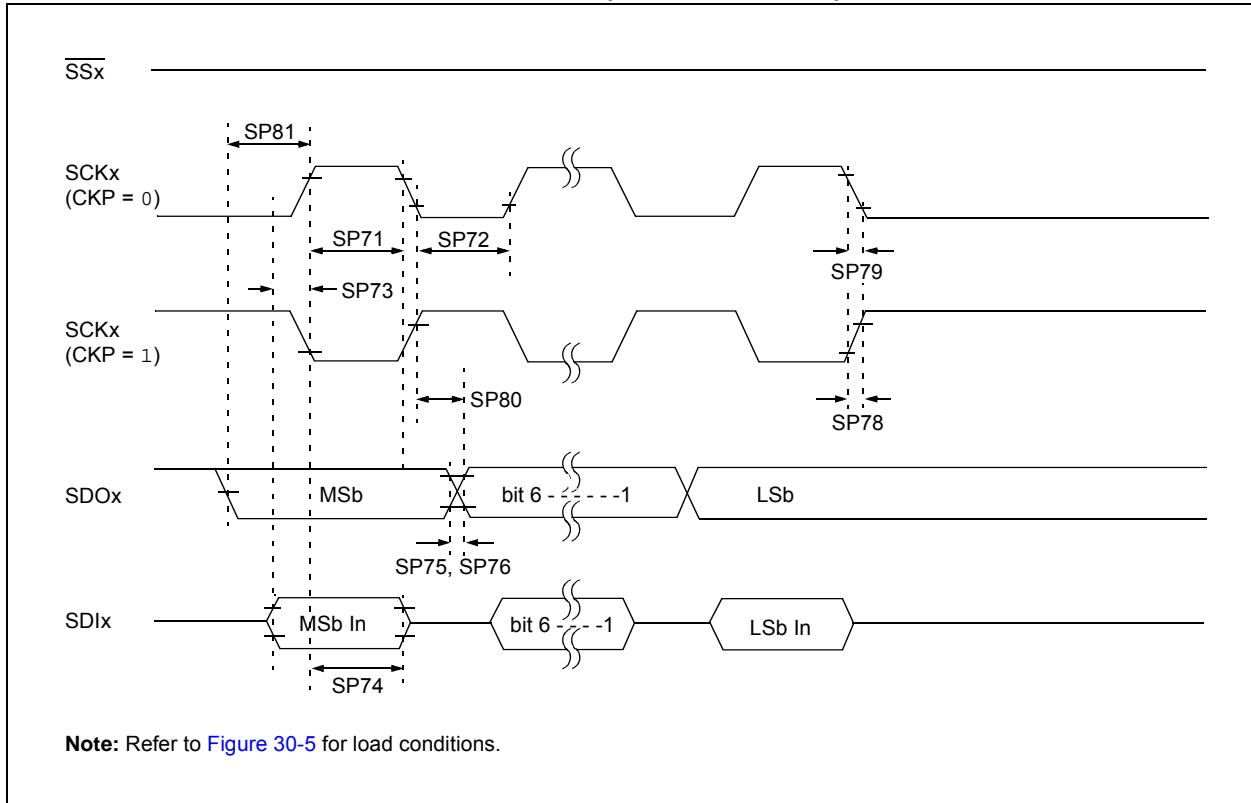 SSx
SP81
SCKx
(CKP = 0)
SP71
SP72
SP79
SP73
SCKx
(CKP = 1)
SP80
SP78
SDOx
MSb
bit 6 - - - - - -1
LSb
SP75, SP76
SDIx
MSb In
bit 6 - - - -1
LSb In
SP74
Note: Refer to Figure 30-5 for load conditions.